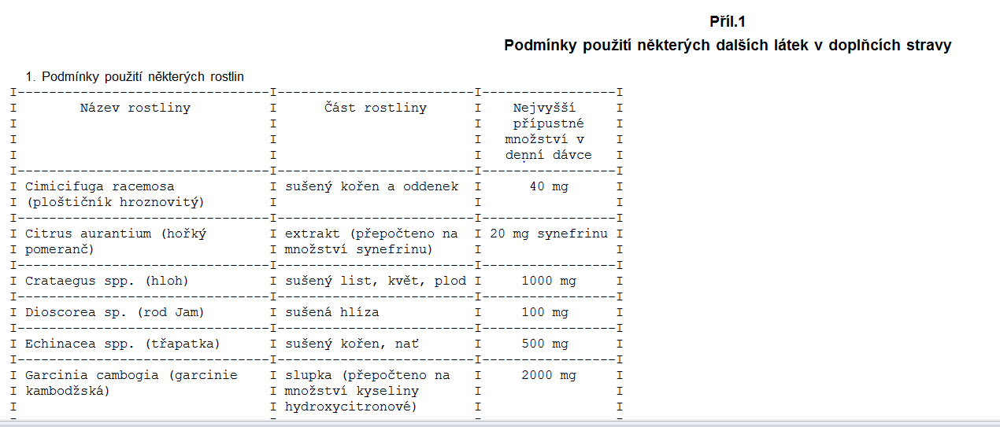 Příl.1
Podmínky použití některých dalších látek v doplňcích stravy
1. Podmínky použití některých rostlin
I--------------------------------I-------------------------I-----------------I
I        Název rostliny          I      Část rostliny      I    Nejvyšší     I
I                                I                         I    přípustné    I
I                                I                         I   množství v    I
I                                I                         I   denní dávce   I
I--------------------------------I-------------------------I-----------------I
I Cimicifuga racemosa            I sušený kořen a oddenek  I      40 mg      I
I (ploštičník hroznovitý)        I                         I                 I
I--------------------------------I-------------------------I-----------------I
I Citrus aurantium (hořký        I extrakt (přepočteno na  I 20 mg synefrinu I
I pomeranč)                      I množství synefrinu)     I                 I
I--------------------------------I-------------------------I-----------------I
I Crataegus spp. (hloh)          I sušený list, květ, plod I     1000 mg     I
I--------------------------------I-------------------------I-----------------I
I Dioscorea sp. (rod Jam)        I sušená hlíza            I     100 mg      I
I--------------------------------I-------------------------I-----------------I
I Echinacea spp. (třapatka)      I sušený kořen, nať       I     500 mg      I
I--------------------------------I-------------------------I-----------------I
I Garcinia cambogia (garcinie    I slupka (přepočteno na   I     2000 mg     I
I kambodžská)                    I množství kyseliny       I                 I
I                                I hydroxycitronové)       I                 I